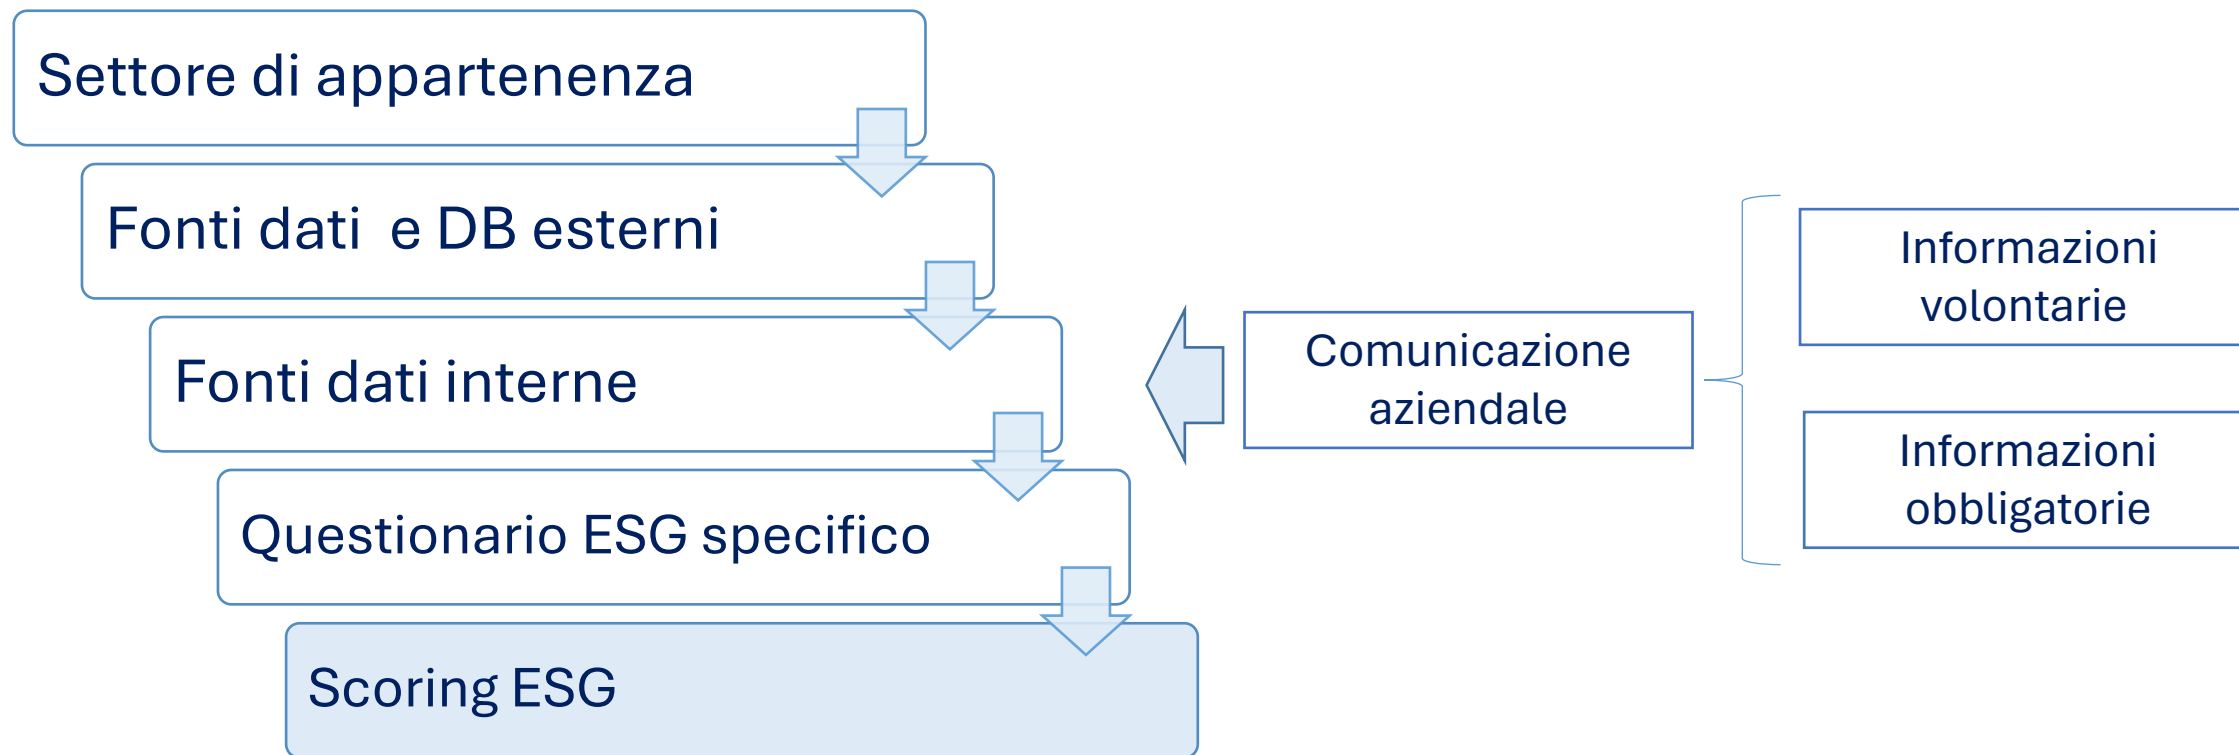 Settore di appartenenza
Fonti dati  e DB esterni
Fonti dati interne
Questionario ESG specifico
Scoring ESG
Comunicazione
aziendale
Informazioni
volontarie
Informazioni
obbligatorie